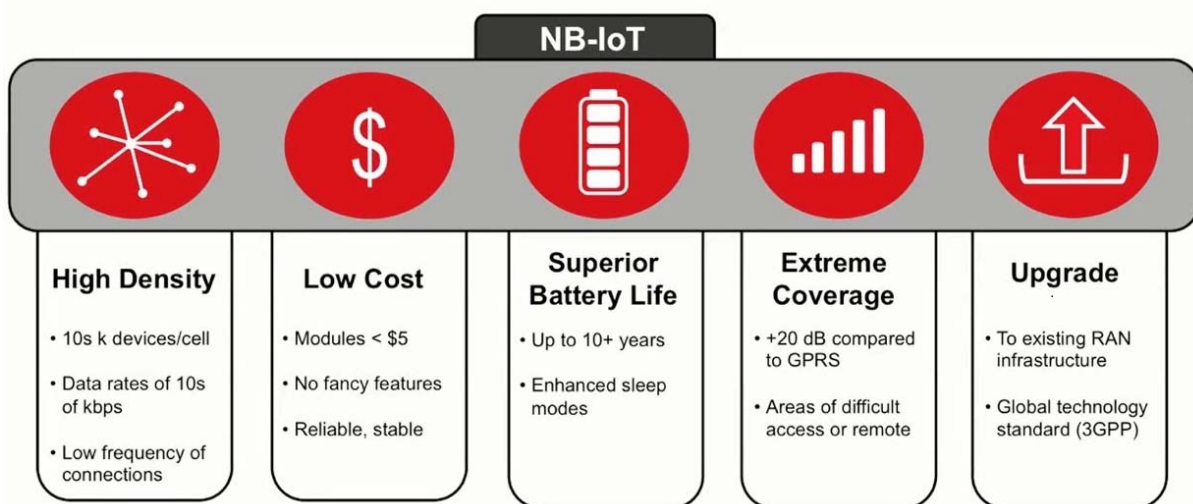 NB-IoT
$
High Density
• 10s k devices/cell
• Data rates of 10s
of kbps
• Low frequency of
connections
Low Cost
• Modules < $5
• No fancy features
• Reliable, stable
Superior
Battery Life
• Up to 10+ years
• Enhanced sleep
modes
Extreme
Coverage
• +20 dB compared
to GPRS
• Areas of difficult
access or remote
Upgrade
• To existing RAN
infrastructure
• Global technology
standard (3GPP)